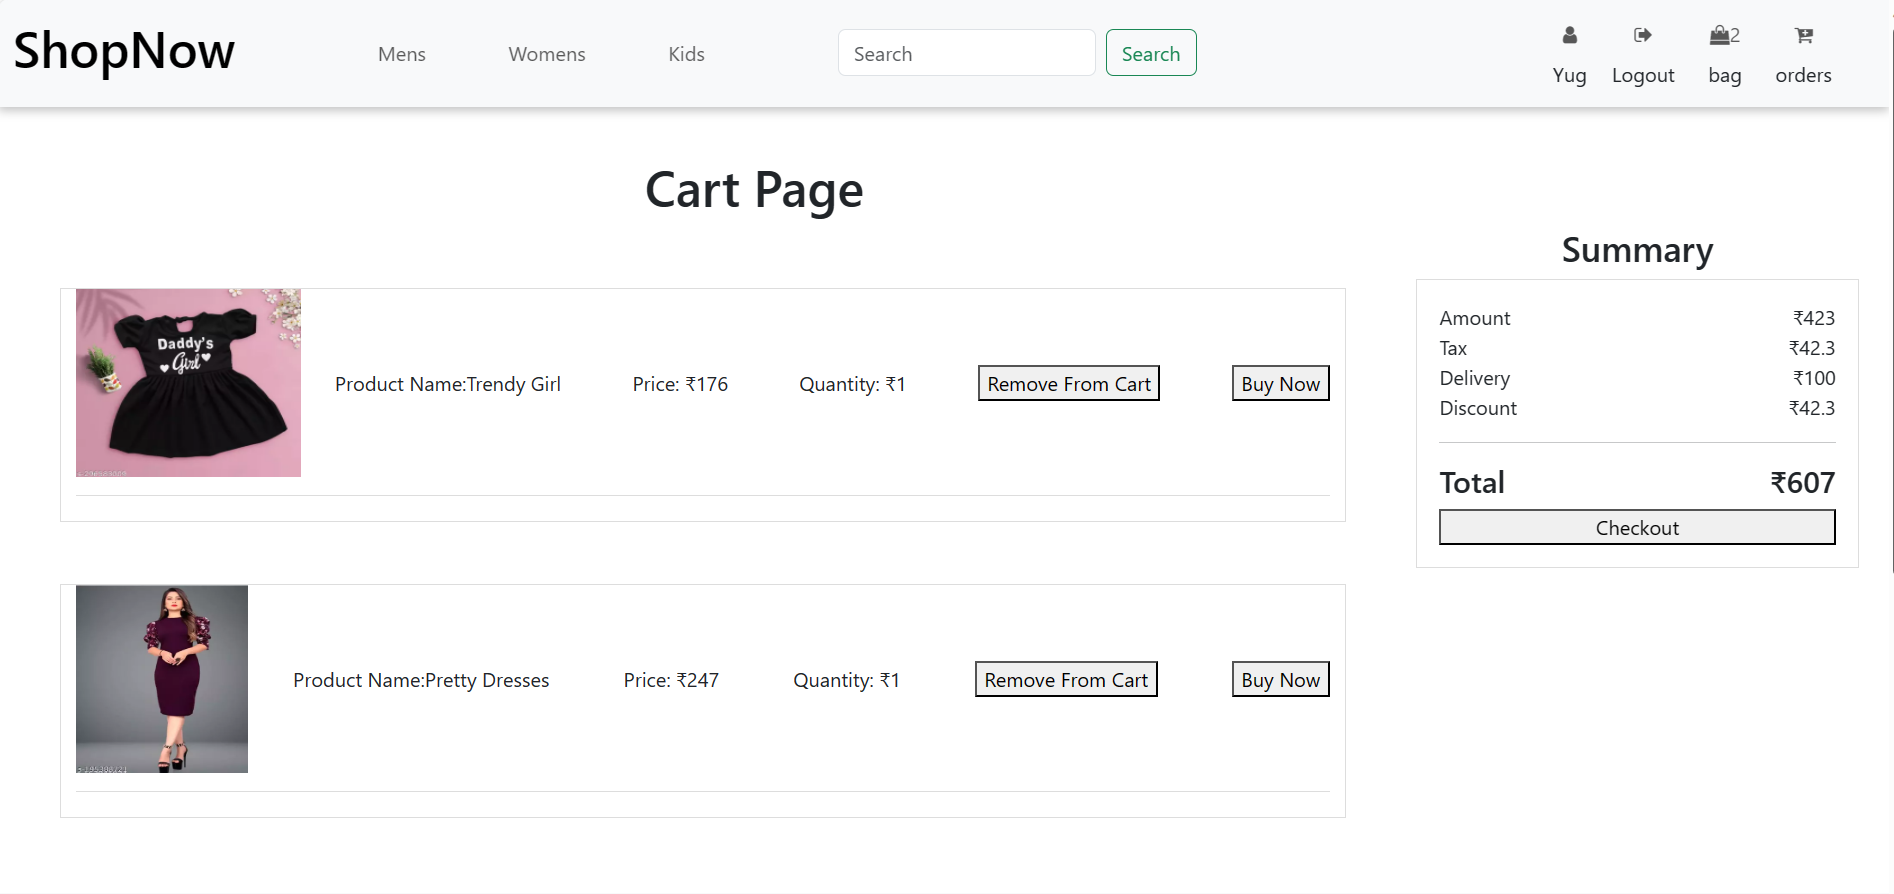 ShopNow
Mens
Womens
Kids
Search
Search
Yug
Logout
2
bag
orders
Cart Page
Daddy's
Girl
Product Name:Trendy Girl
Price: ₹176
Quantity: ₹1
Remove From Cart
Buy Now
Product Name:Pretty Dresses
Price: ₹247
Quantity: ₹1
Remove From Cart
Buy Now
Summary
Amount ₹423
Tax ₹42.3
Delivery ₹100
Discount ₹42.3
Total ₹607
Checkout